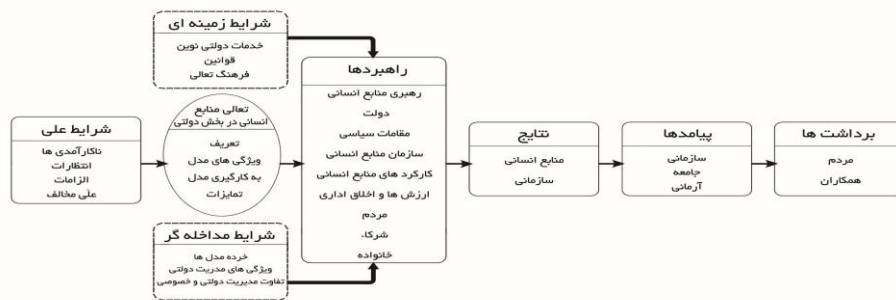 شرایط زمینه ای
خدمات دولتی نوین
قوانین
فرهنگ تعالی
شرایط علی
ناکارآمدی ها
انتظارات
الزامات
علّی مخالف
تعالی منابع
انسانی در بخش دولتی
تعریف
ویژگی های مدل
به کارگیری مدل
تمایزات
شرایط مداخله گر
خرده مدل ها
ویژگی های مدریت دولتی
تفاوت مدیریت دولتی و خصوصی
راهبردها
رهبری منابع انسانی
دولت
مقامات سیاسی
سازمان منابع انسانی
کارکرد های منابع انسانی
ارزش ها و اخلاق اداری
مردم
شرکاء
خانواده
نتایج
منابع انسانی
سازمانی
پیامدها
سازمانی
جامعه
آرمانی
برداشت ها
مردم
همکاران